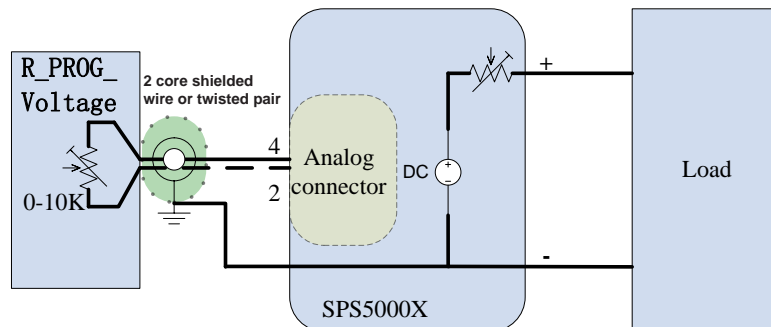 R_PROG_
Voltage
0-10K
2 core shielded
wire or twisted pair
4
2
Analog
connector
DC
+
-
+
-
SPS5000X
Load